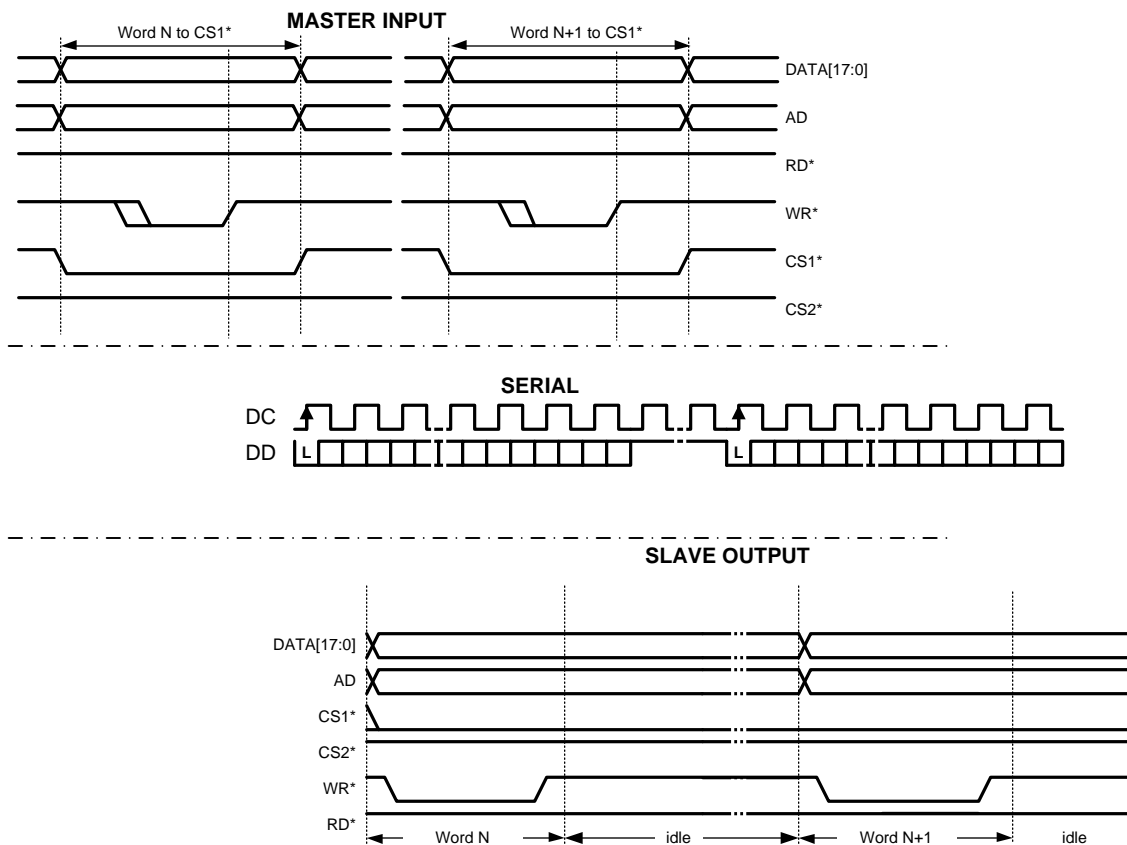 MASTER INPUT
Word N to CS1*
Word N+1 to CS1*
DATA[17:0]
AD
RD*
WR*
CS1*
CS2*
SERIAL
DC
DD
L
L
SLAVE OUTPUT
DATA[17:0]
AD
CS1*
CS2*
WR*
RD*
Word N
idle
Word N+1
idle